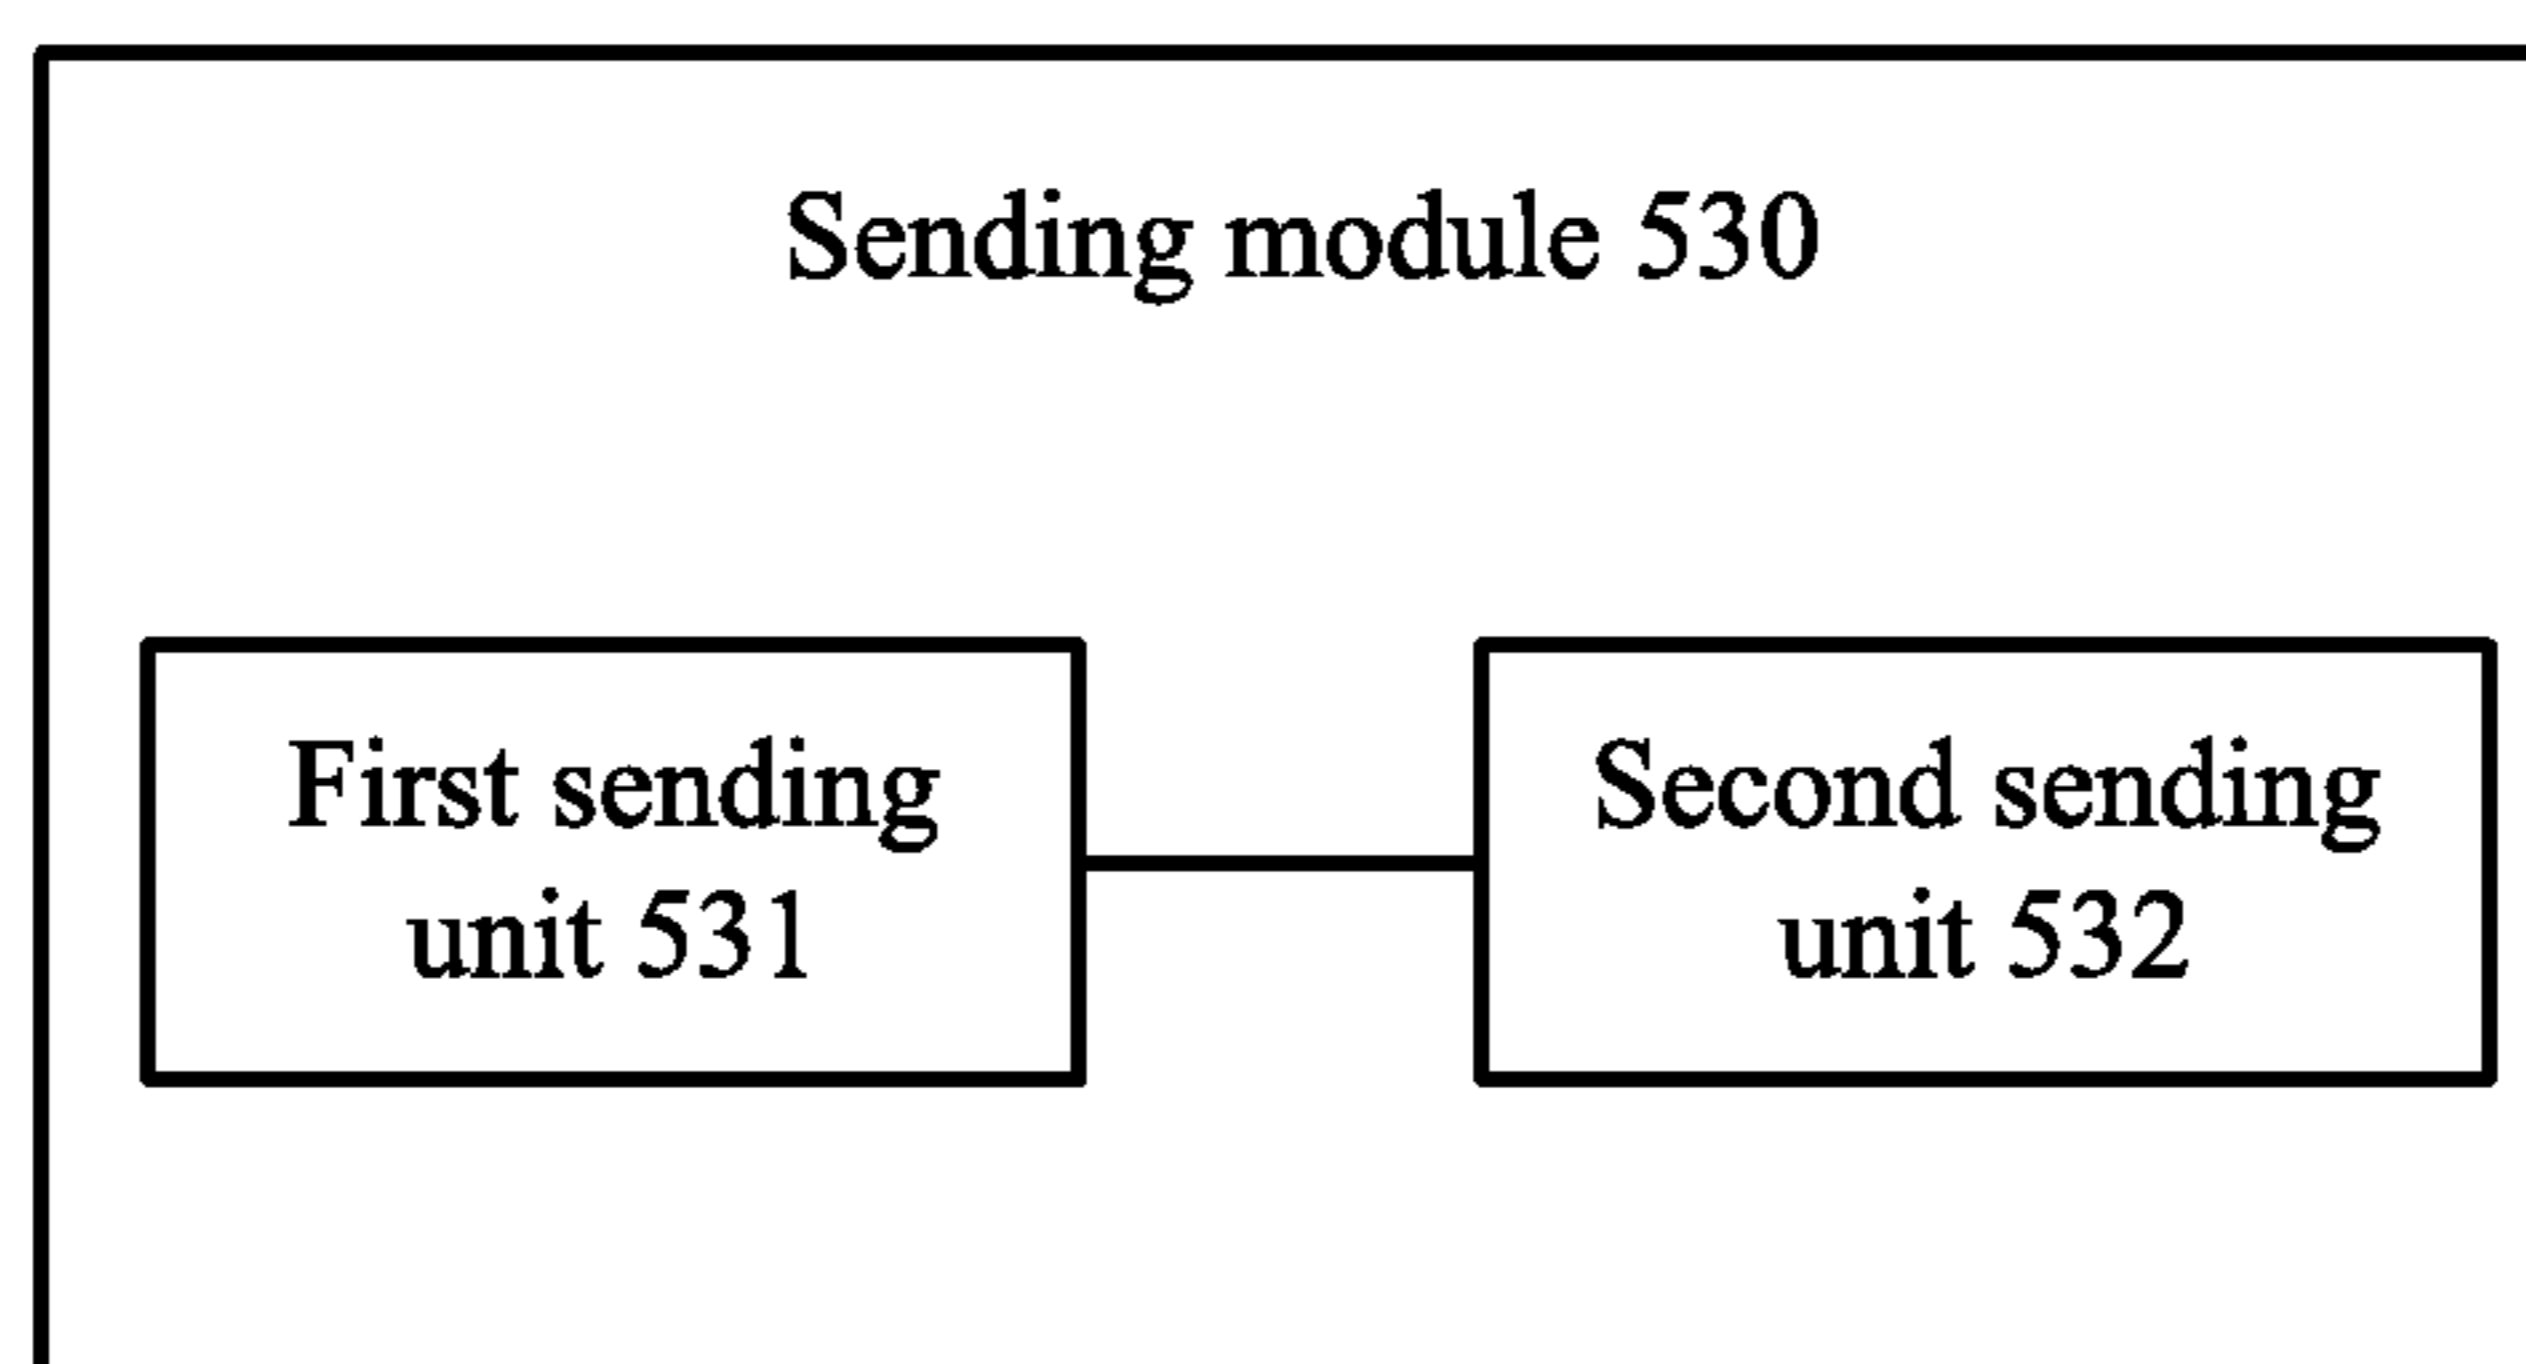 Sending module 530
First sending
unit 531
Second sending
unit 532